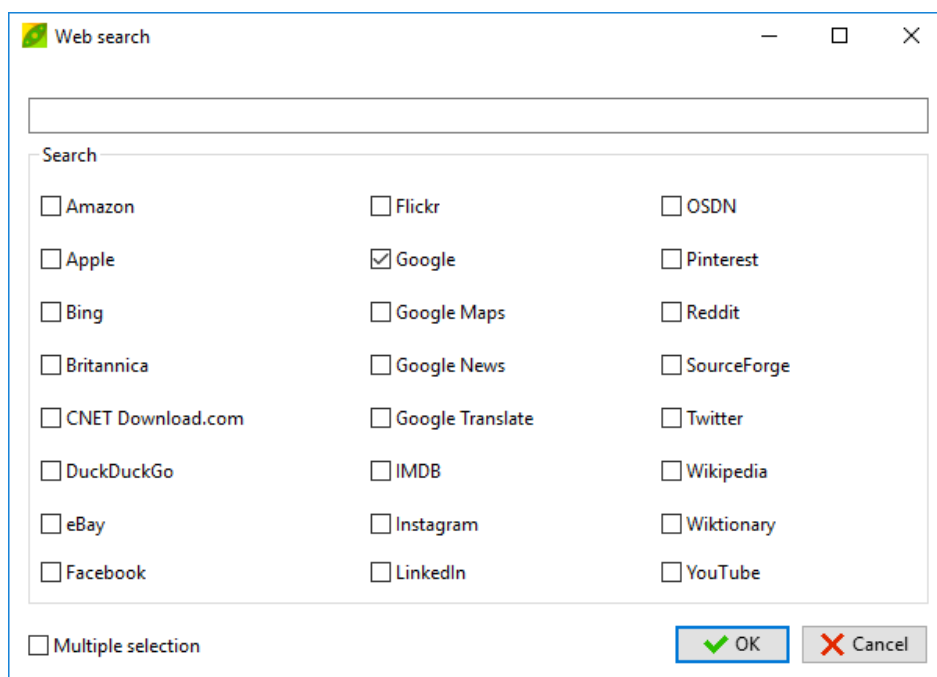 Web search
Search
Amazon Flickr OSDN
Apple Google Pinterest
Bing Google Maps Reddit
Britannica Google News SourceForge
CNET Download.com Google Translate Twitter
DuckDuckGo IMDB Wikipedia
eBay Instagram Wiktionary
Facebook LinkedIn YouTube
Multiple selection OK Cancel